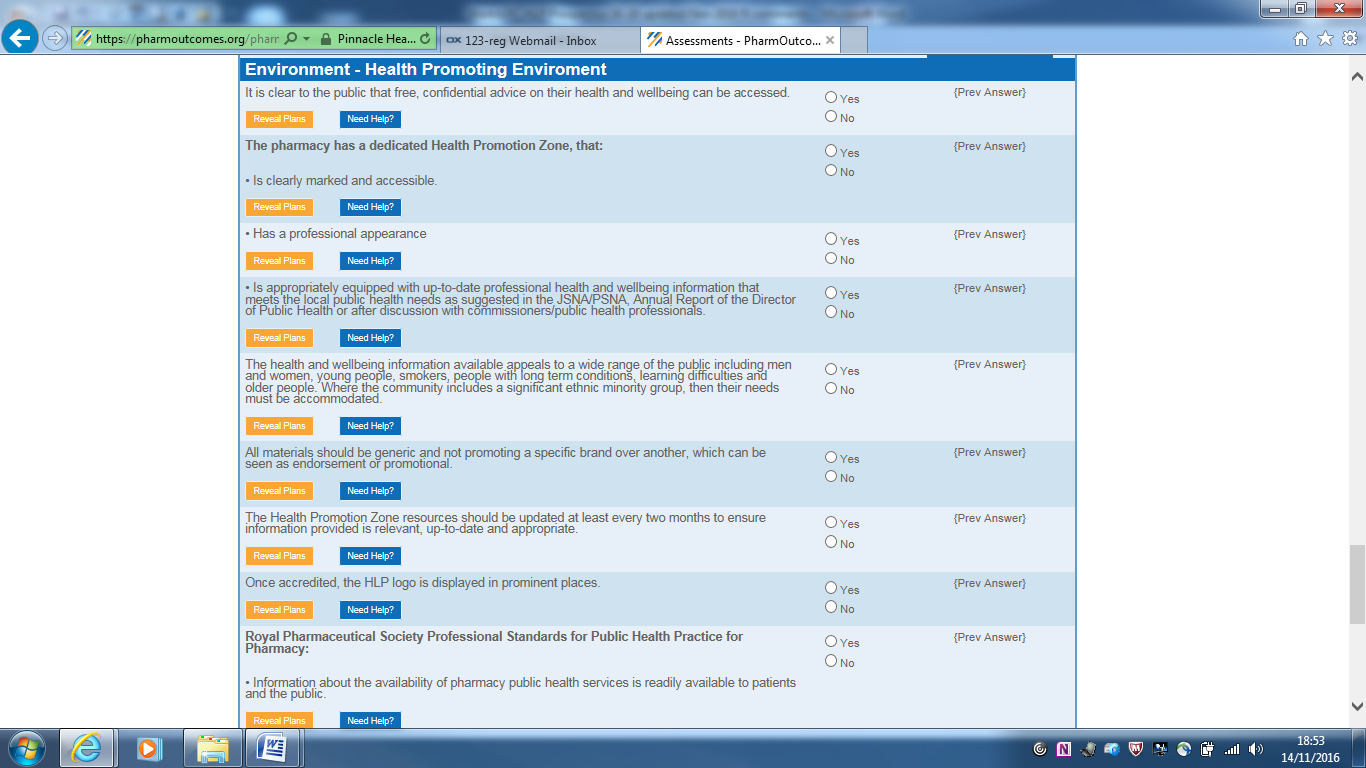 https://pharmoutcomes.org/pharr
Pinnacle Hea...
123-reg Webmail - Inbox
Assessments - PharmOutco...
Environment - Health Promoting Enviroment
It is clear to the public that free, confidential advice on their health and wellbeing can be accessed.
Yes
No
{Prev Answer}
Reveal Plans
Need Help?
The pharmacy has a dedicated Health Promotion Zone, that:
• Is clearly marked and accessible.
Yes
No
{Prev Answer}
Reveal Plans
Need Help?
• Has a professional appearance
Yes
No
{Prev Answer}
Reveal Plans
Need Help?
• Is appropriately equipped with up-to-date professional health and wellbeing information that
meets the local public health needs as suggested in the JSNA/PSNA, Annual Report of the Director
of Public Health or after discussion with commissioners/public health professionals.
Yes
No
{Prev Answer}
Reveal Plans
Need Help?
The health and wellbeing information available appeals to a wide range of the public including men
and women, young people, smokers, people with long term conditions, learning difficulties and
older people. Where the community includes a significant ethnic minority group, then their needs
must be accommodated.
Yes
No
{Prev Answer}
Reveal Plans
Need Help?
All materials should be generic and not promoting a specific brand over another, which can be
seen as endorsement or promotional.
Yes
No
{Prev Answer}
Reveal Plans
Need Help?
The Health Promotion Zone resources should be updated at least every two months to ensure
information provided is relevant, up-to-date and appropriate.
Yes
No
{Prev Answer}
Reveal Plans
Need Help?
Once accredited, the HLP logo is displayed in prominent places.
Yes
No
{Prev Answer}
Reveal Plans
Need Help?
Royal Pharmaceutical Society Professional Standards for Public Health Practice for
Pharmacy:
• Information about the availability of pharmacy public health services is readily available to patients
and the public.
Yes
No
{Prev Answer}
Reveal Plans
Need Help?
18:53
14/11/2016